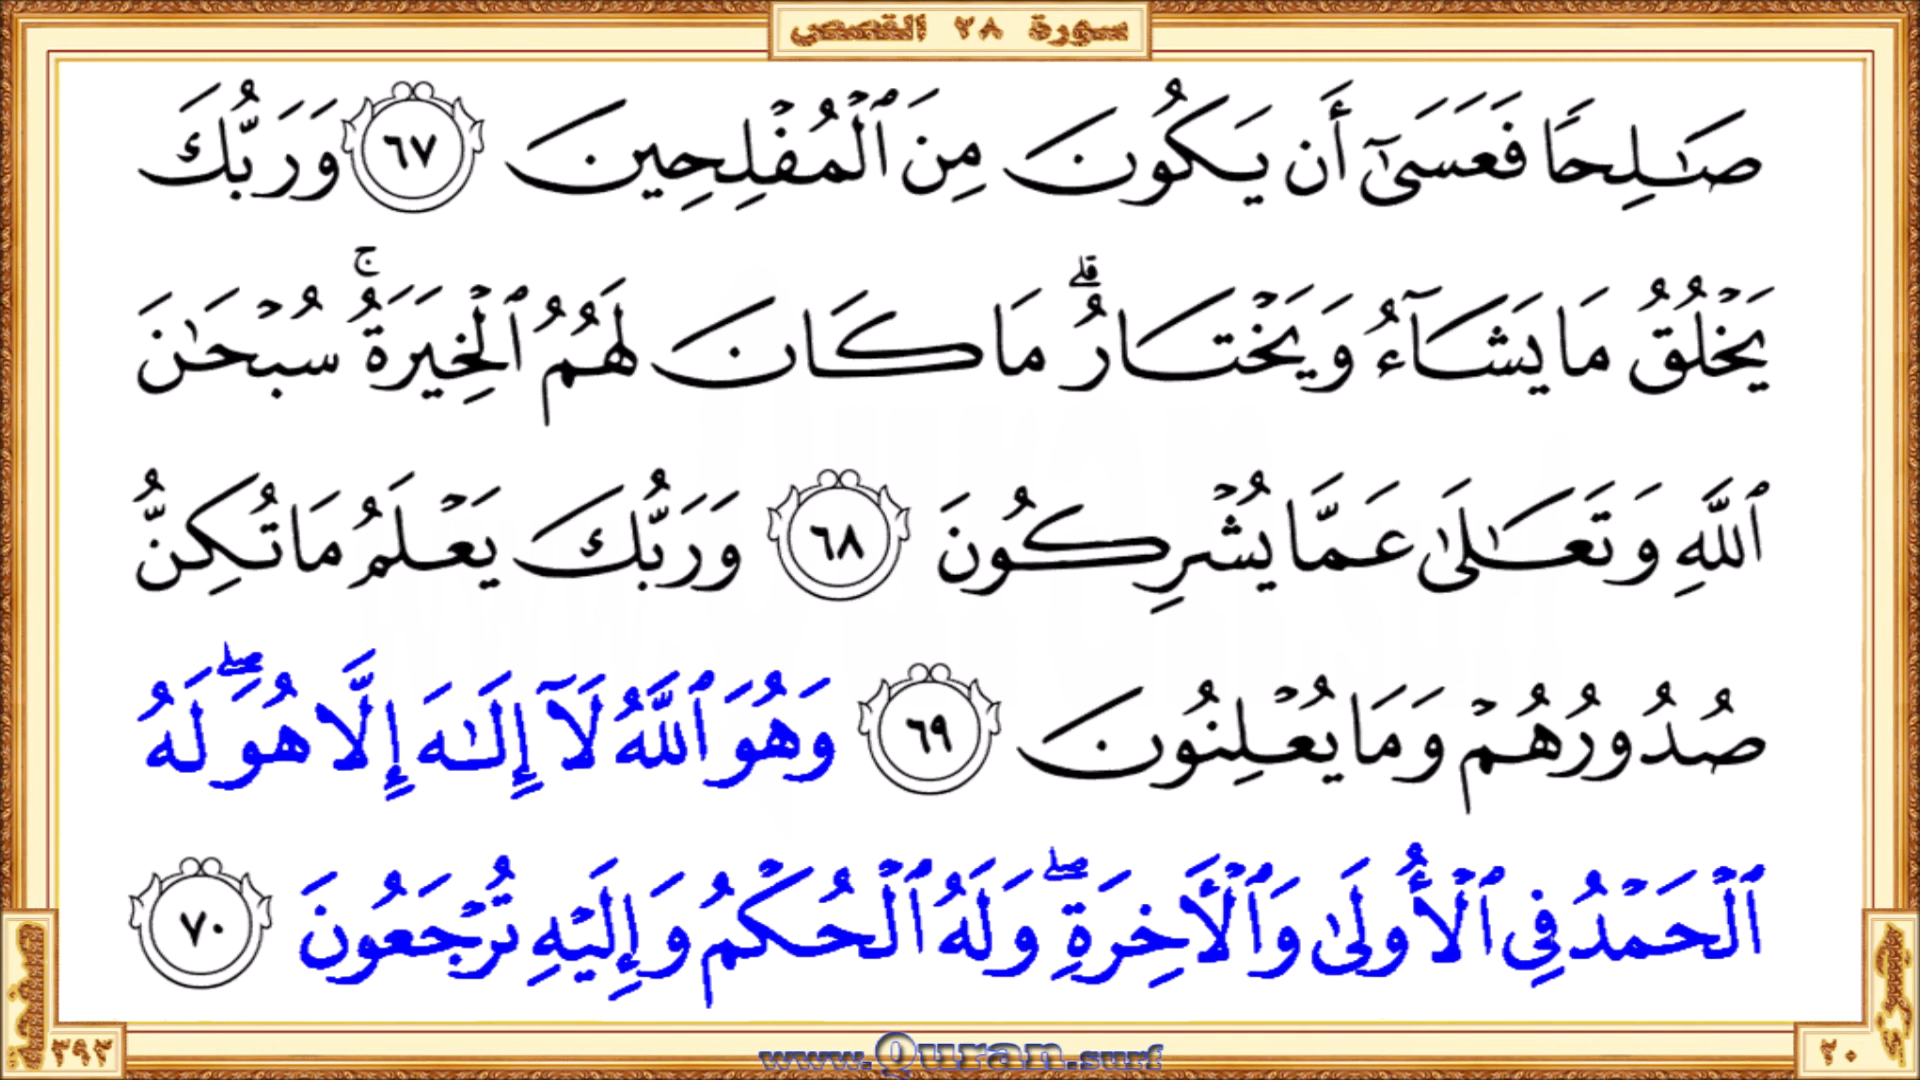 سورة ٢٨ القصص
صَـٰلِحًا فَعَسَىٰٓ أَن يَكُونَ مِنَ ٱلْمُفْلِحِينَ ٦٧ وَرَبُّكَ
يَخْلُقُ مَا يَشَآءُ وَيَخْتَارُ ۗ مَا كَانَ لَهُمُ ٱلْخِيَرَةُ ۚ سُبْحَـٰنَ
ٱللَّهِ وَتَعَـٰلَىٰ عَمَّا يُشْرِكُونَ ٦٨ وَرَبُّكَ يَعْلَمُ مَا تُكِنُّ
صُدُورُهُمْ وَمَا يُعْلِنُونَ ٦٩ وَهُوَ ٱللَّهُ لَآ إِلَـٰهَ إِلَّا هُوَ ۖ لَهُ
ٱلْحَمْدُ فِى ٱلْأُولَىٰ وَٱلْـَٔاخِرَةِ ۖ وَلَهُ ٱلْحُكْمُ وَإِلَيْهِ تُرْجَعُونَ ٧٠
صفحة ٣٩٣
www.Quran.surf
٢٠